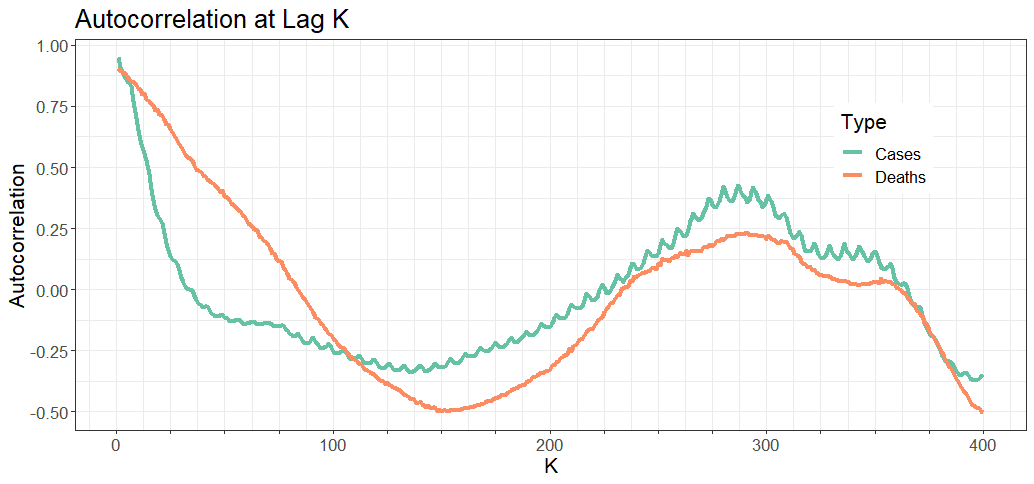 Autocorrelation at Lag K
Autocorrelation
1.00
0.75
0.50
0.25
0.00
-0.25
-0.50
Type
Cases
Deaths
0 100 200 300 400
K